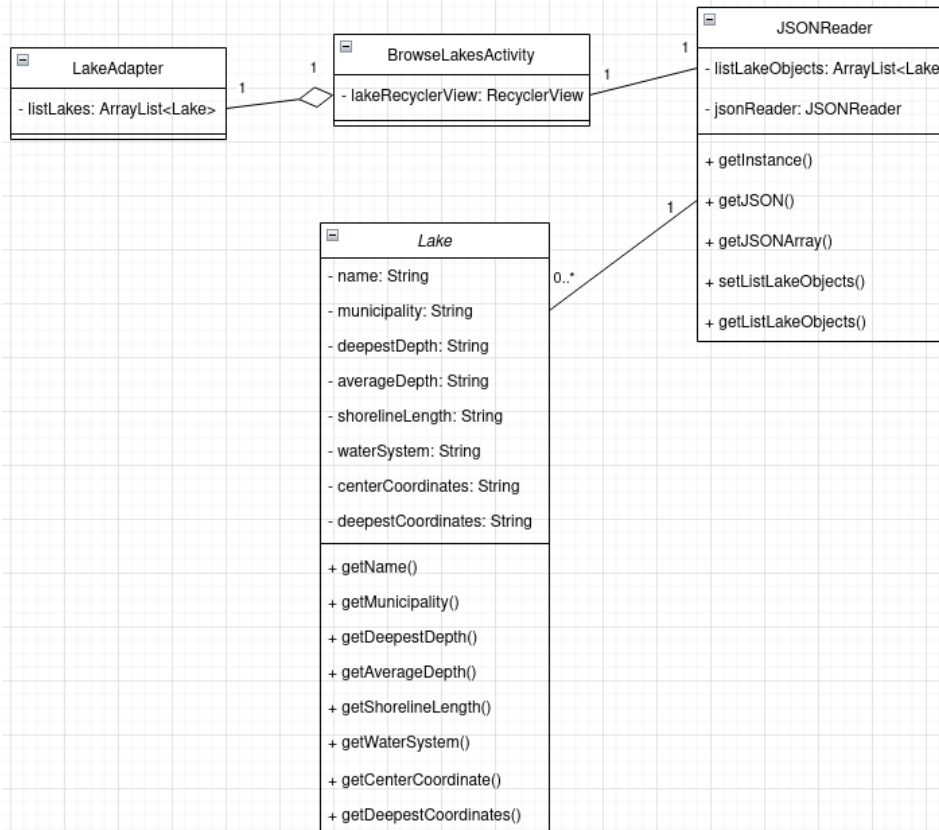 LakeAdapter
- listLakes: ArrayList<Lake>
1
1
BrowseLakesActivity
- lakeRecyclerView: RecyclerView
1
1
JSONReader
- listLakeObjects: ArrayList<Lake
- jsonReader: JSONReader
+ getInstance()
+ getJSON()
+ getJSONArray()
+ setListLakeObjects()
+ getListLakeObjects()
1
0..*
Lake
- name: String
- municipality: String
- deepestDepth: String
- averageDepth: String
- shorelineLength: String
- waterSystem: String
- centerCoordinates: String
- deepestCoordinates: String
+ getName()
+ getMunicipality()
+ getDeepestDepth()
+ getAverageDepth()
+ getShorelineLength()
+ getWaterSystem()
+ getCenterCoordinate()
+ getDeepestCoordinates()